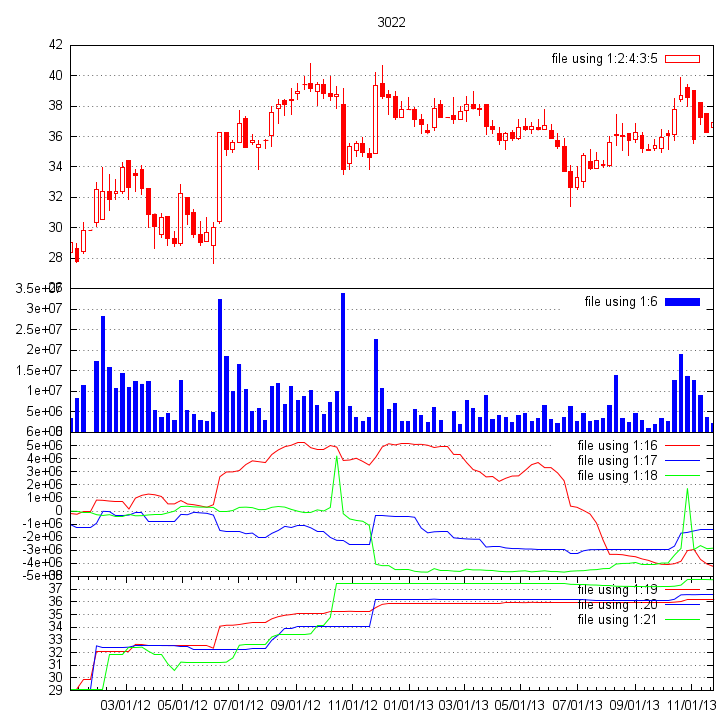 3022
42
file using 1:2:4:3:5
40
38
36
34
32
30
28
3.5e+07
file using 1:6
3e+07
2.5e+07
2e+07
1.5e+07
1e+07
5e+06
5e+06
file using 1:16
4e+06
file using 1:17
3e+06
file using 1:18
2e+06
1e+06
0
-1e+06
-2e+06
-3e+06
-4e+06
37
file using 1:19
36
file using 1:20
35
file using 1:21
34
33
32
31
30
29
03/01/12 05/01/12 07/01/12 09/01/12 11/01/12 01/01/13 03/01/13 05/01/13 07/01/13 09/01/13 11/01/13